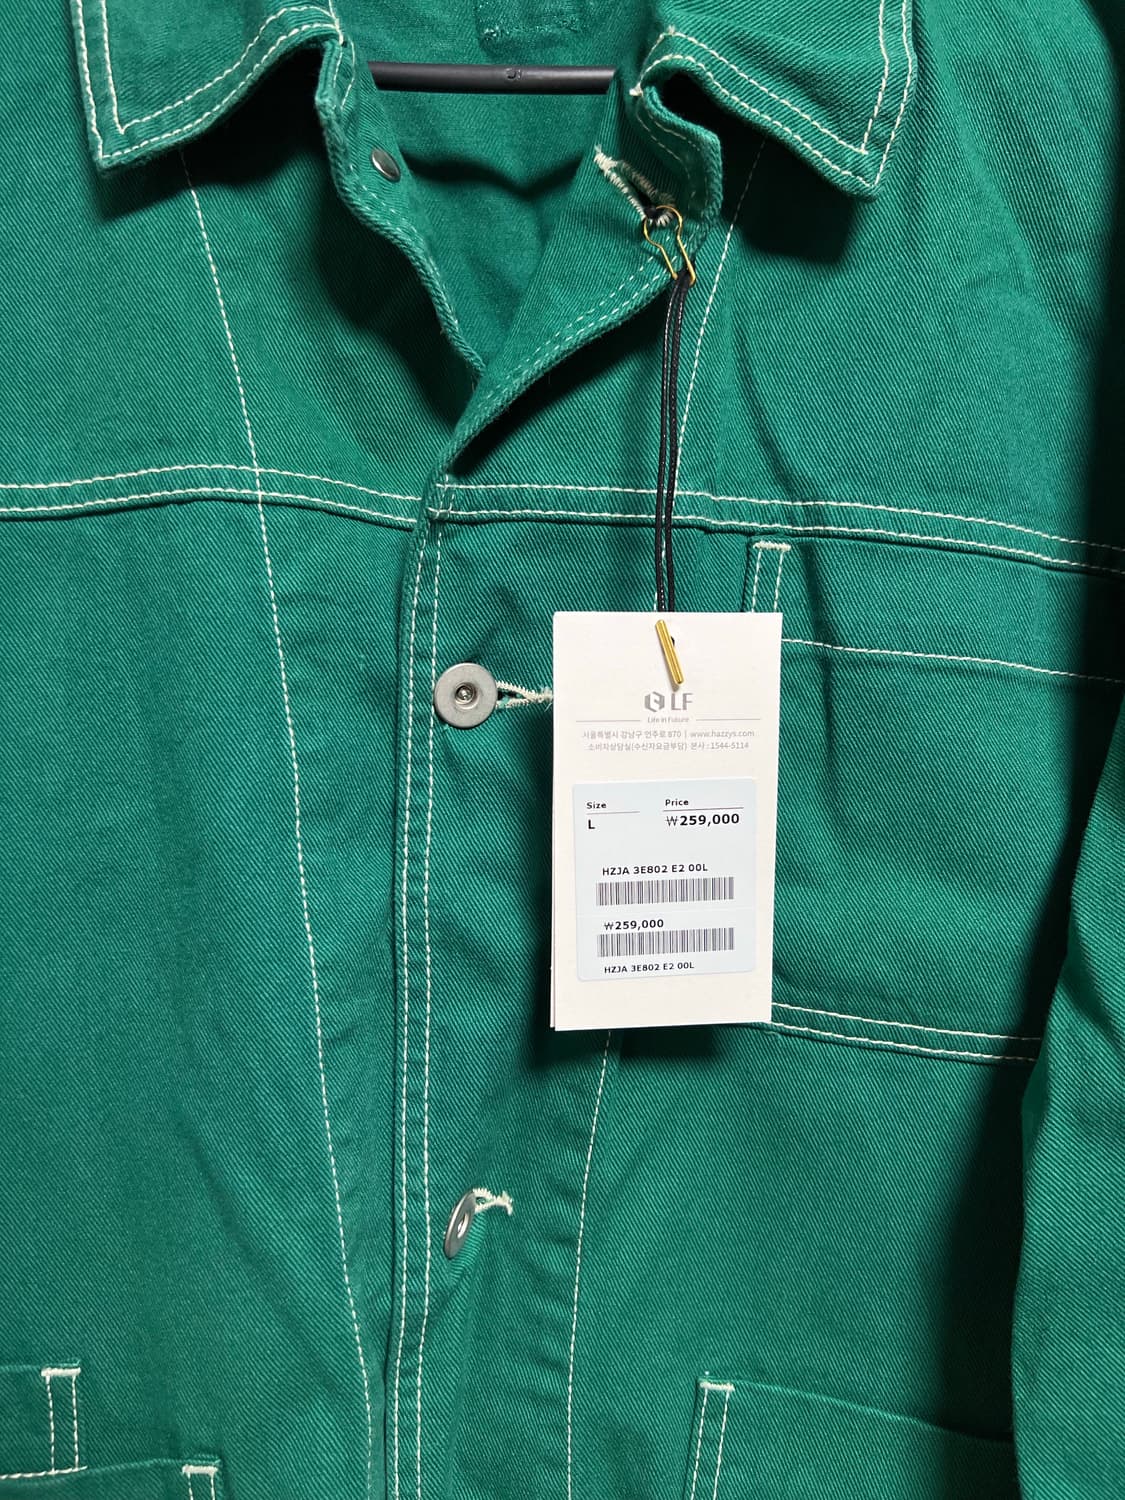 LF
Life in Future
서울특별시 강남구 언주로 870 | www.hazzys.com
소비자상담실(수신자요금부담) 본사 : 1544-5114
Size Price
L ₩259,000
HZJA 3E802 E2 00L
₩259,000
HZJA 3E802 E2 00L